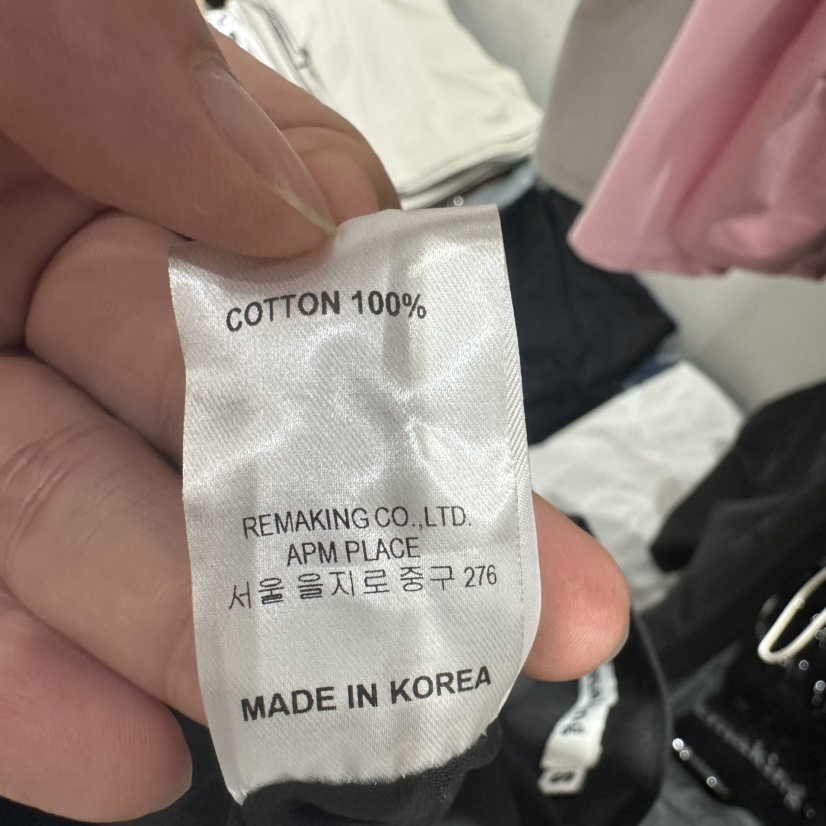 COTTON 100%
REMAKING CO.,LTD.
APM PLACE
서울 을지로 중구 276
MADE IN KOREA